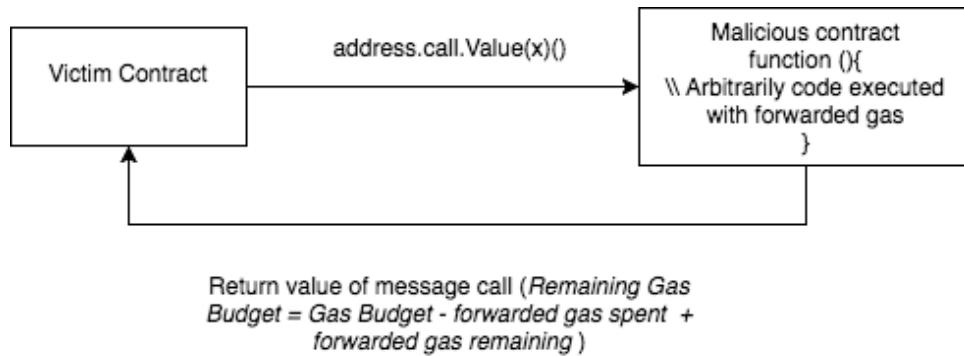 Victim Contract
address.call.Value(x)()
Malicious contract
function (){
\\ Arbitrarily code executed
with forwarded gas
}
Return value of message call (Remaining Gas
Budget = Gas Budget - forwarded gas spent +
forwarded gas remaining )